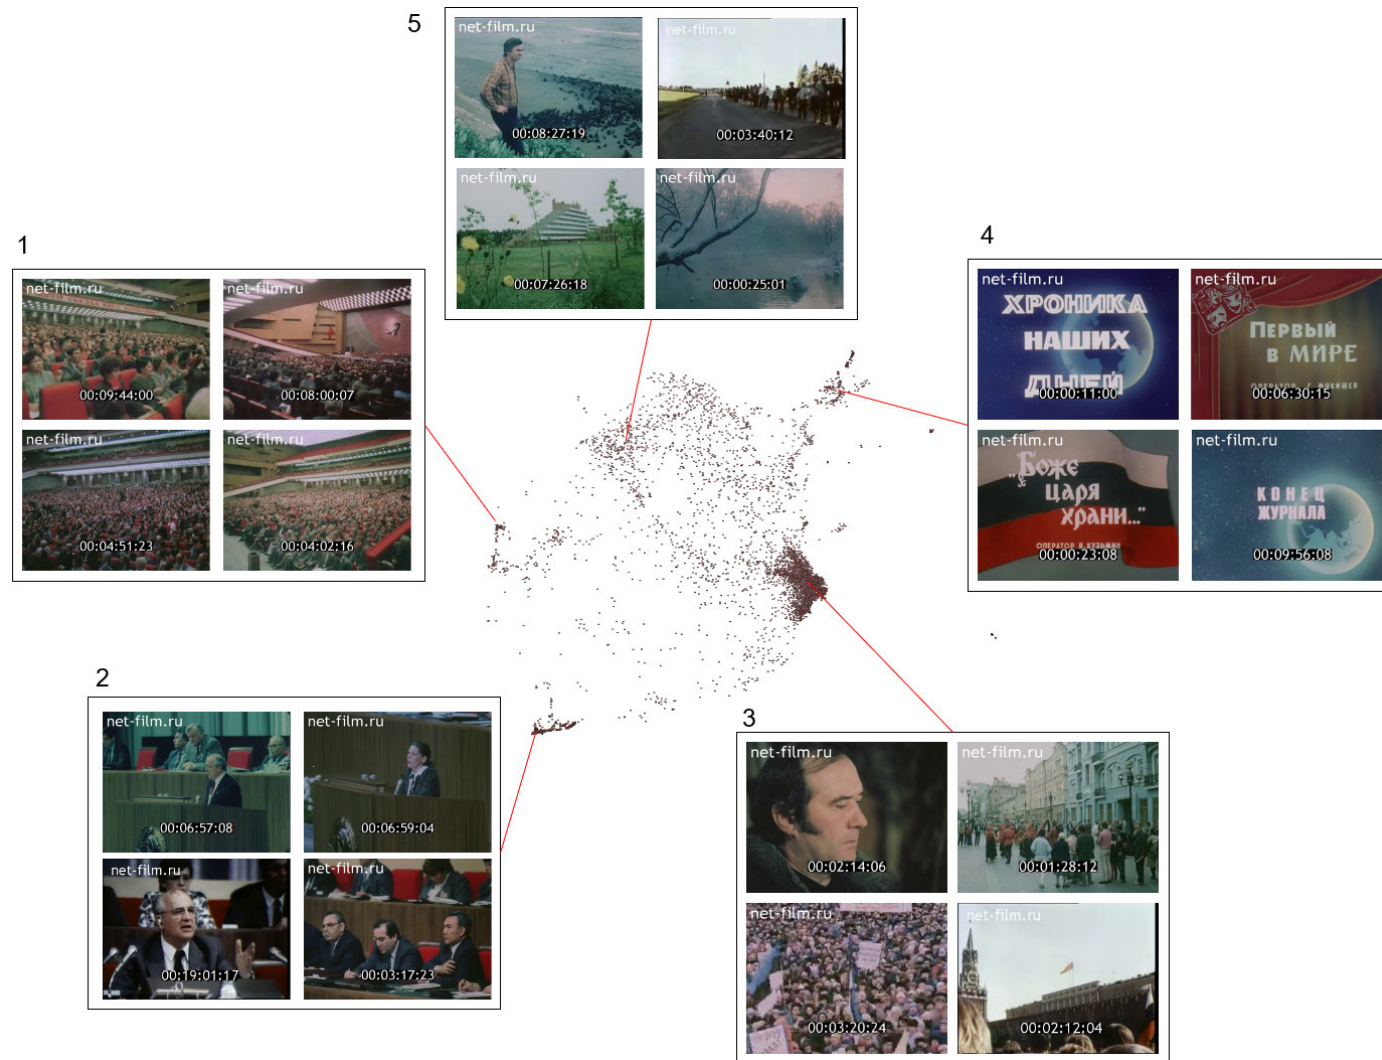 5
net-film.ru
00:08:27:19
net-film.ru
00:03:40:12
net-film.ru
00:07:26:18
net-film.ru
00:00:25:01
1
net-film.ru
00:09:44:00
net-film.ru
00:08:00:07
net-film.ru
00:04:51:23
net-film.ru
00:04:02:16
4
net-film.ru
ХРОНИКА
НАШИХ
ДНЕЙ
00:00:11:00
net-film.ru
ПЕРВЫЙ
В МИРЕ
ОПЕРАТОР
00:06:30:15
net-film.ru
"БОЖЕ
ЦАРЯ
ХРАНИ..."
ОПЕРАТОР В. КУЗЬМИН
00:00:23:08
net-film.ru
КОНЕЦ
ЖУРНАЛА
00:09:56:08
2
net-film.ru
00:06:57:08
net-film.ru
00:06:59:04
net-film.ru
00:19:01:17
net-film.ru
00:03:17:23
3
net-film.ru
00:02:14:06
net-film.ru
00:01:28:12
net-film.ru
00:03:20:24
net-film.ru
00:02:12:04